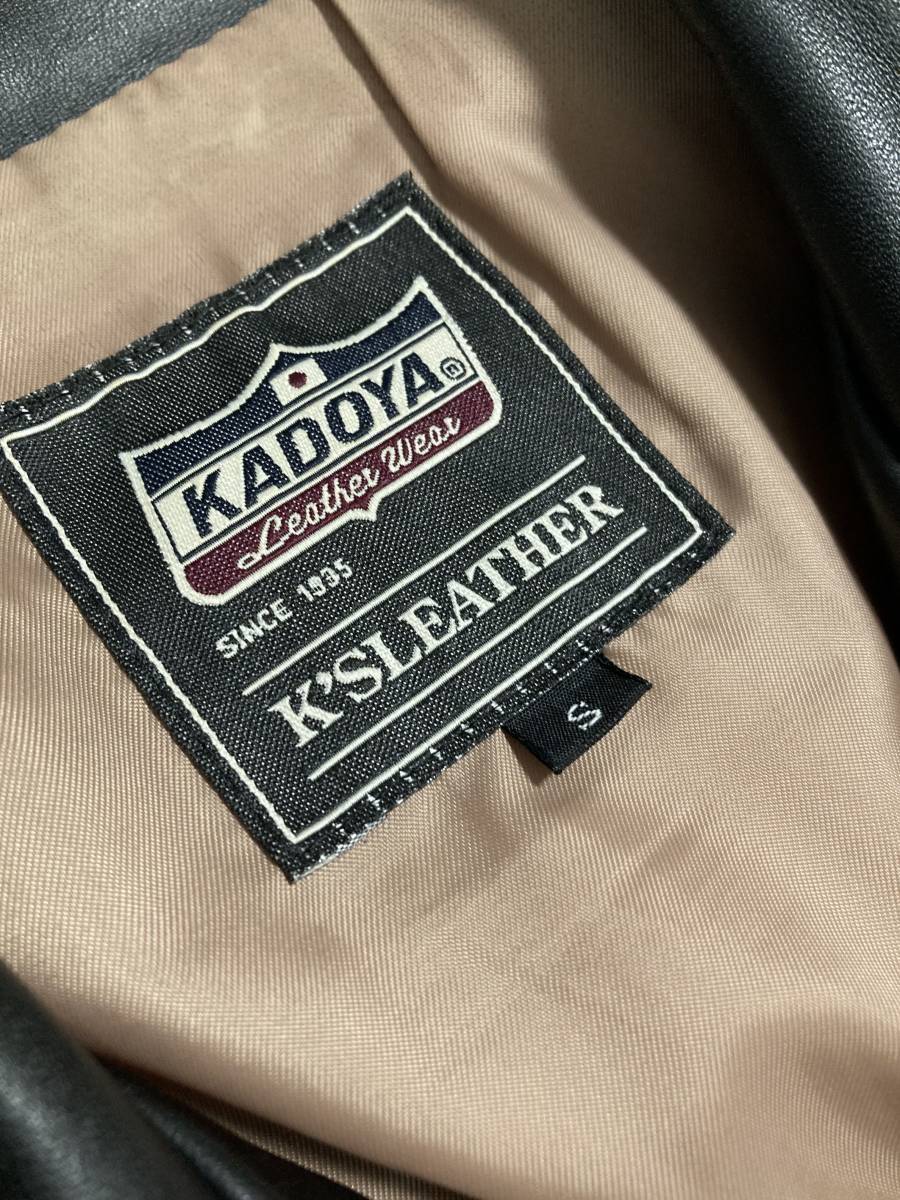 KADOYA®
Leather Wear
SINCE 1935
K'SLEATHER
S